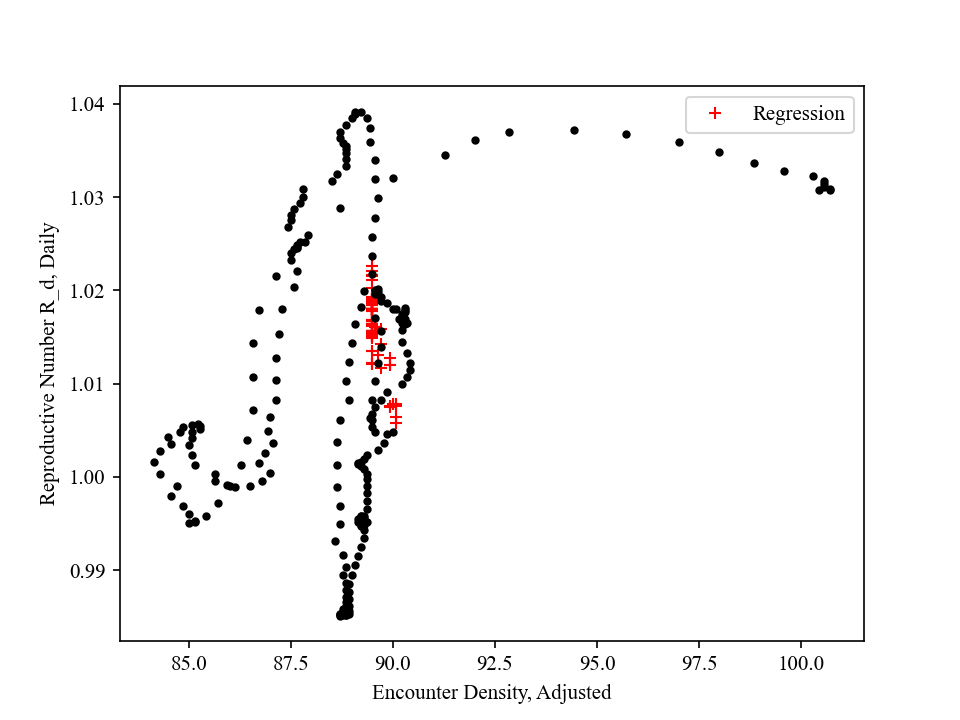 Regression
1.04
1.03
1.02
1.01
1.00
0.99
Reproductive Number R_d, Daily
85.0 87.5 90.0 92.5 95.0 97.5 100.0
Encounter Density, Adjusted